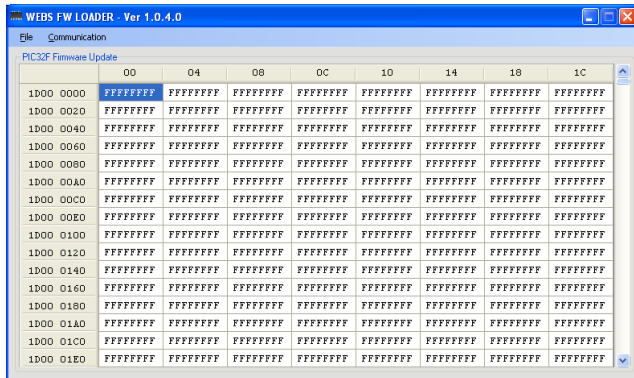 WEBS FW LOADER - Ver 1.0.4.0
File Communication
PIC32F Firmware Update
00 04 08 0C 10 14 18 1C
1D00 0000 FFFFFFFF FFFFFFFF FFFFFFFF FFFFFFFF FFFFFFFF FFFFFFFF FFFFFFFF FFFFFFFF
1D00 0020 FFFFFFFF FFFFFFFF FFFFFFFF FFFFFFFF FFFFFFFF FFFFFFFF FFFFFFFF FFFFFFFF
1D00 0040 FFFFFFFF FFFFFFFF FFFFFFFF FFFFFFFF FFFFFFFF FFFFFFFF FFFFFFFF FFFFFFFF
1D00 0060 FFFFFFFF FFFFFFFF FFFFFFFF FFFFFFFF FFFFFFFF FFFFFFFF FFFFFFFF FFFFFFFF
1D00 0080 FFFFFFFF FFFFFFFF FFFFFFFF FFFFFFFF FFFFFFFF FFFFFFFF FFFFFFFF FFFFFFFF
1D00 00A0 FFFFFFFF FFFFFFFF FFFFFFFF FFFFFFFF FFFFFFFF FFFFFFFF FFFFFFFF FFFFFFFF
1D00 00C0 FFFFFFFF FFFFFFFF FFFFFFFF FFFFFFFF FFFFFFFF FFFFFFFF FFFFFFFF FFFFFFFF
1D00 00E0 FFFFFFFF FFFFFFFF FFFFFFFF FFFFFFFF FFFFFFFF FFFFFFFF FFFFFFFF FFFFFFFF
1D00 0100 FFFFFFFF FFFFFFFF FFFFFFFF FFFFFFFF FFFFFFFF FFFFFFFF FFFFFFFF FFFFFFFF
1D00 0120 FFFFFFFF FFFFFFFF FFFFFFFF FFFFFFFF FFFFFFFF FFFFFFFF FFFFFFFF FFFFFFFF
1D00 0140 FFFFFFFF FFFFFFFF FFFFFFFF FFFFFFFF FFFFFFFF FFFFFFFF FFFFFFFF FFFFFFFF
1D00 0160 FFFFFFFF FFFFFFFF FFFFFFFF FFFFFFFF FFFFFFFF FFFFFFFF FFFFFFFF FFFFFFFF
1D00 0180 FFFFFFFF FFFFFFFF FFFFFFFF FFFFFFFF FFFFFFFF FFFFFFFF FFFFFFFF FFFFFFFF
1D00 01A0 FFFFFFFF FFFFFFFF FFFFFFFF FFFFFFFF FFFFFFFF FFFFFFFF FFFFFFFF FFFFFFFF
1D00 01C0 FFFFFFFF FFFFFFFF FFFFFFFF FFFFFFFF FFFFFFFF FFFFFFFF FFFFFFFF FFFFFFFF
1D00 01E0 FFFFFFFF FFFFFFFF FFFFFFFF FFFFFFFF FFFFFFFF FFFFFFFF FFFFFFFF FFFFFFFF